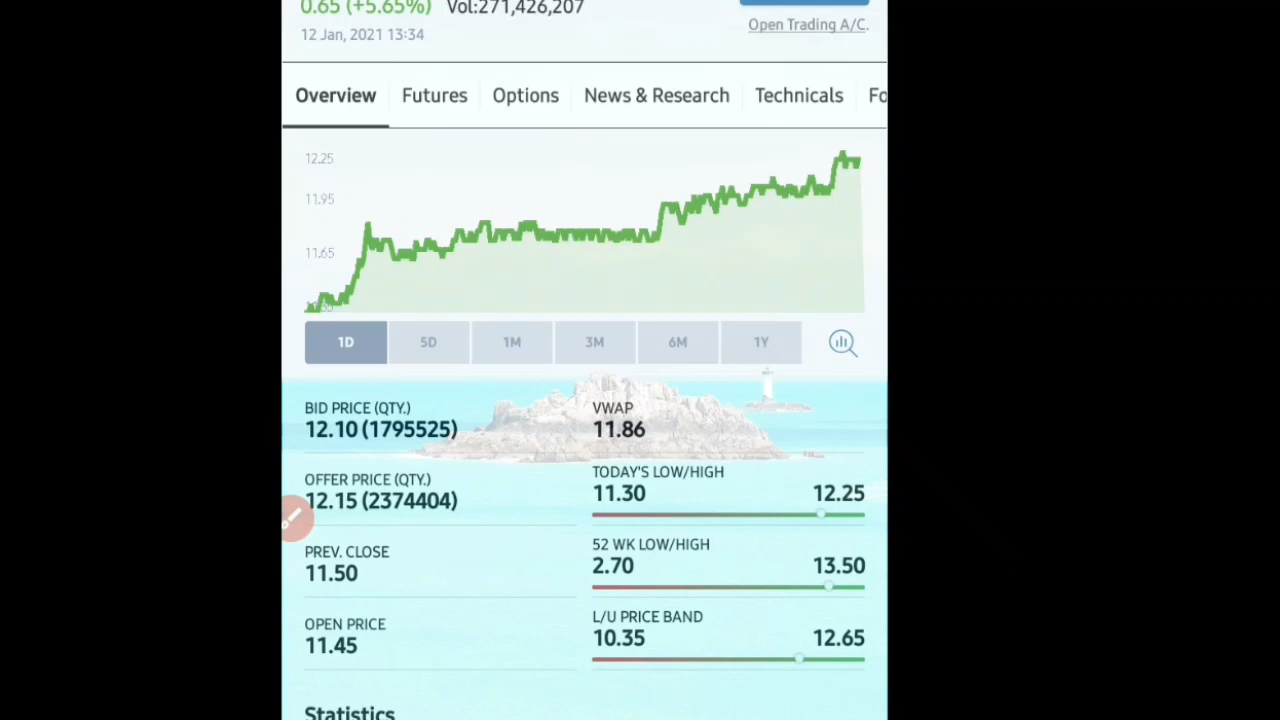 0.65 (+5.65%) Vol:271,426,207
12 Jan, 2021 13:34
Open Trading A/C.
Overview Futures Options News & Research Technicals Fo
12.25
11.95
11.65
1D 5D 1M 3M 6M 1Y
BID PRICE (QTY.)
12.10 (1795525)
VWAP
11.86
OFFER PRICE (QTY.)
12.15 (2374404)
TODAY'S LOW/HIGH
11.30 12.25
PREV. CLOSE
11.50
52 WK LOW/HIGH
2.70 13.50
OPEN PRICE
11.45
L/U PRICE BAND
10.35 12.65
Statistics